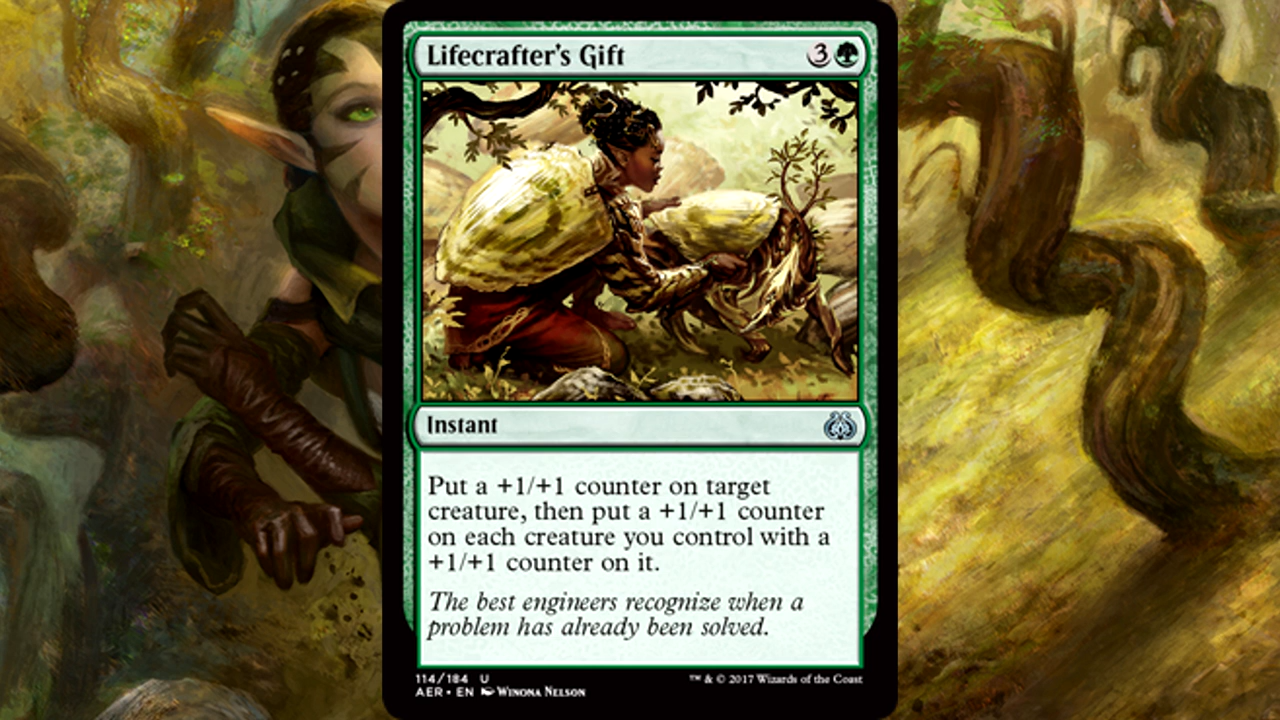 Lifecrafter's Gift 3
Instant
Put a +1/+1 counter on target
creature, then put a +1/+1 counter
on each creature you control with a
+1/+1 counter on it.
The best engineers recognize when a
problem has already been solved.
114/184 U
AER • EN Winona Nelson
™ & © 2017 Wizards of the Coast